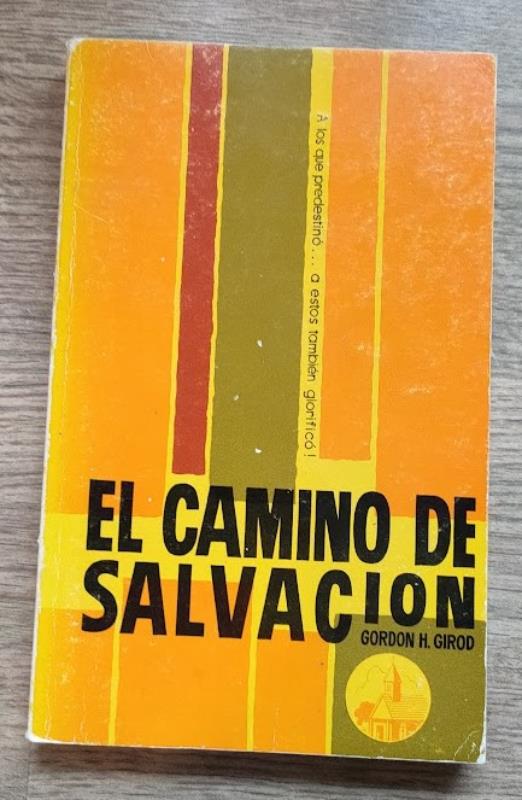 A los que predestinó... a estos también glorificó!
EL CAMINO DE
SALVACION
GORDON H. GIROD